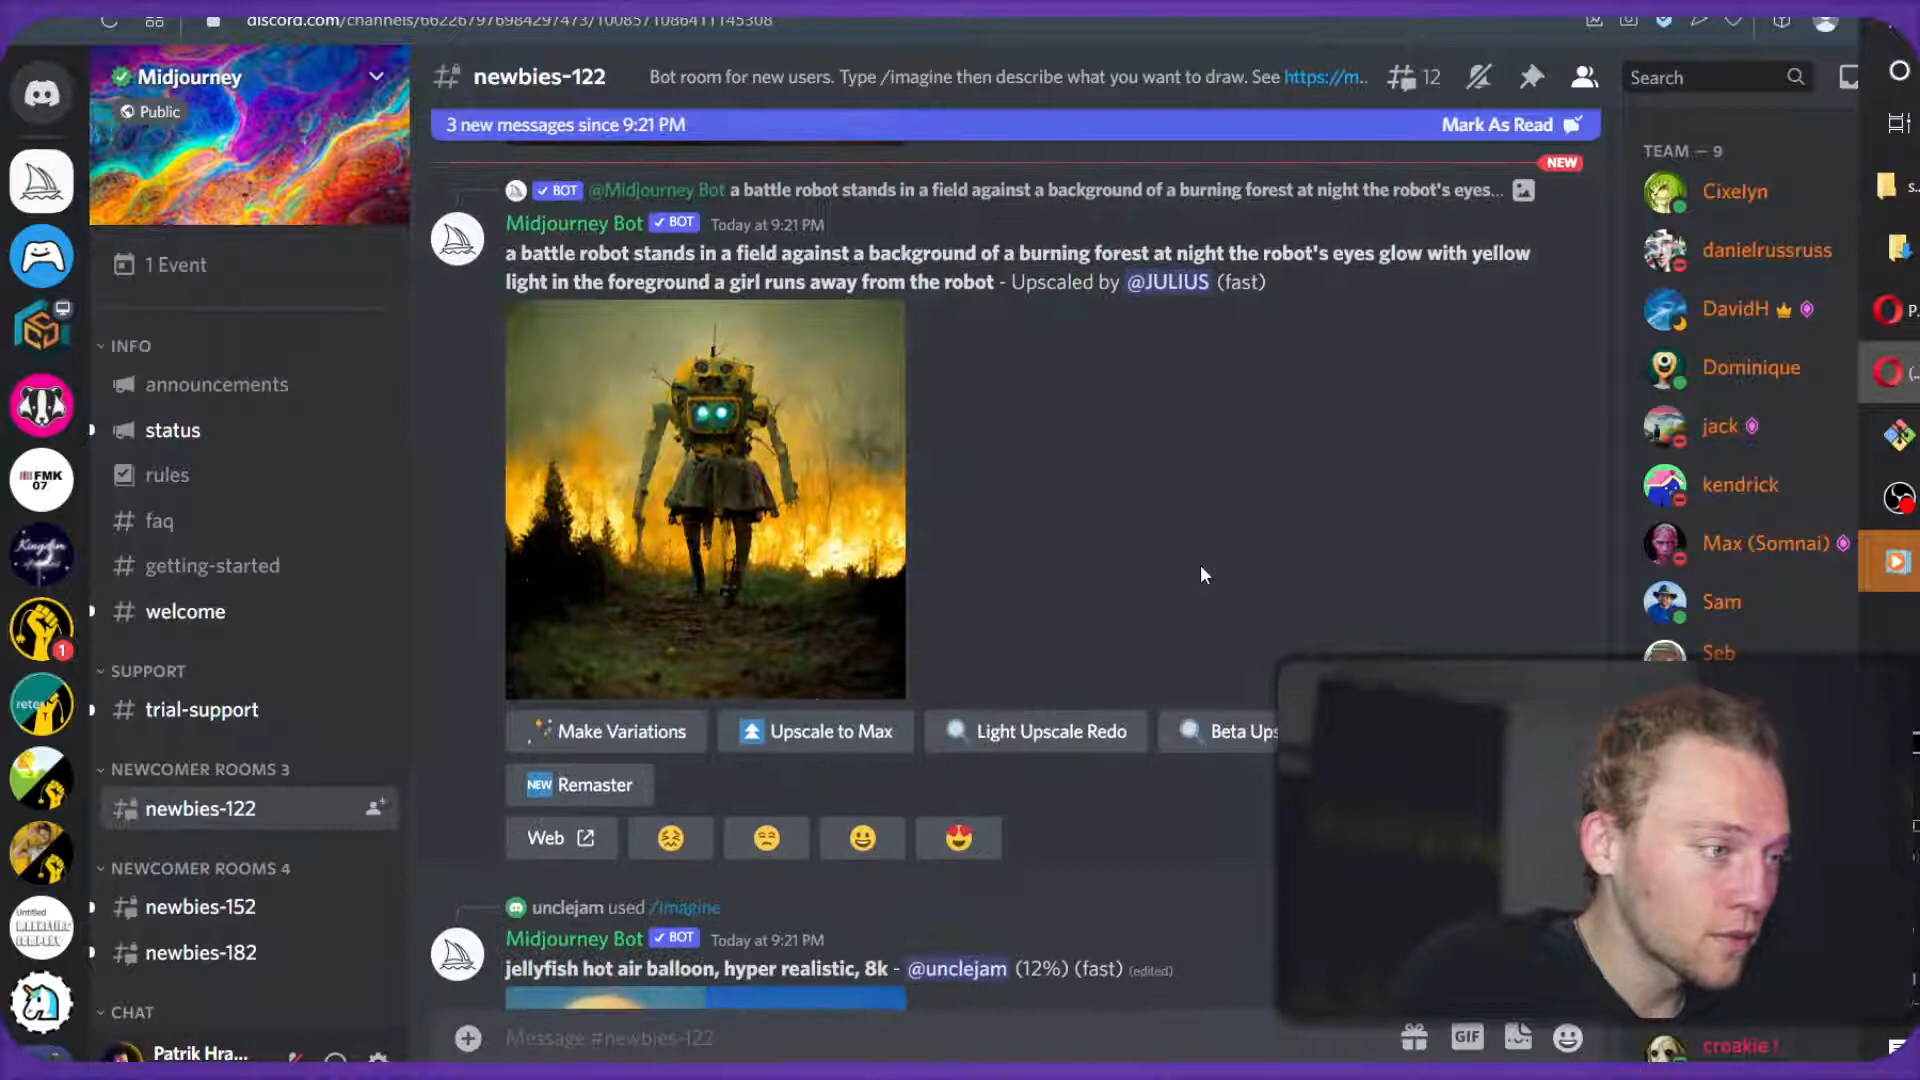 discord.com/channels/662267976984297473/1008571086411145308
Midjourney
Public
1 Event
INFO
announcements
status
rules
faq
getting-started
welcome
SUPPORT
trial-support
NEWCOMER ROOMS 3
newbies-122
NEWCOMER ROOMS 4
newbies-152
newbies-182
CHAT
Patrik Hra...
FMK
07
Kingdom
1
Untitled
MARKETING
COMPANY
newbies-122
Bot room for new users. Type /imagine then describe what you want to draw. See https://m..
12
Search
3 new messages since 9:21 PM
Mark As Read
NEW
BOT @Midjourney Bot a battle robot stands in a field against a background of a burning forest at night the robot's eyes...
Midjourney Bot BOT Today at 9:21 PM
a battle robot stands in a field against a background of a burning forest at night the robot's eyes glow with yellow
light in the foreground a girl runs away from the robot - Upscaled by @JULIUS (fast)
Make Variations
Upscale to Max
Light Upscale Redo
Beta Ups
NEW Remaster
Web
unclejam used /imagine
Midjourney Bot BOT Today at 9:21 PM
jellyfish hot air balloon, hyper realistic, 8k - @unclejam (12%) (fast) (edited)
Message #newbies-122
GIF
TEAM — 9
Cixelyn
danielrussruss
DavidH
Dominique
jack
kendrick
Max (Somnai)
Sam
Seb
croakie !
s..
P.
(..